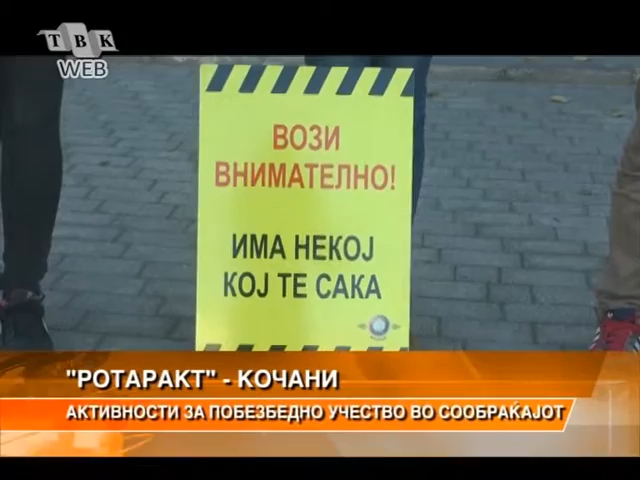 ТВК
WEB
ВОЗИ
ВНИМАТЕЛНО!
ИМА НЕКОЈ
КОЈ ТЕ САКА
"РОТАРАКТ" - КОЧАНИ
АКТИВНОСТИ ЗА ПОБЕЗБЕДНО УЧЕСТВО ВО СООБРАЌАЈОТ